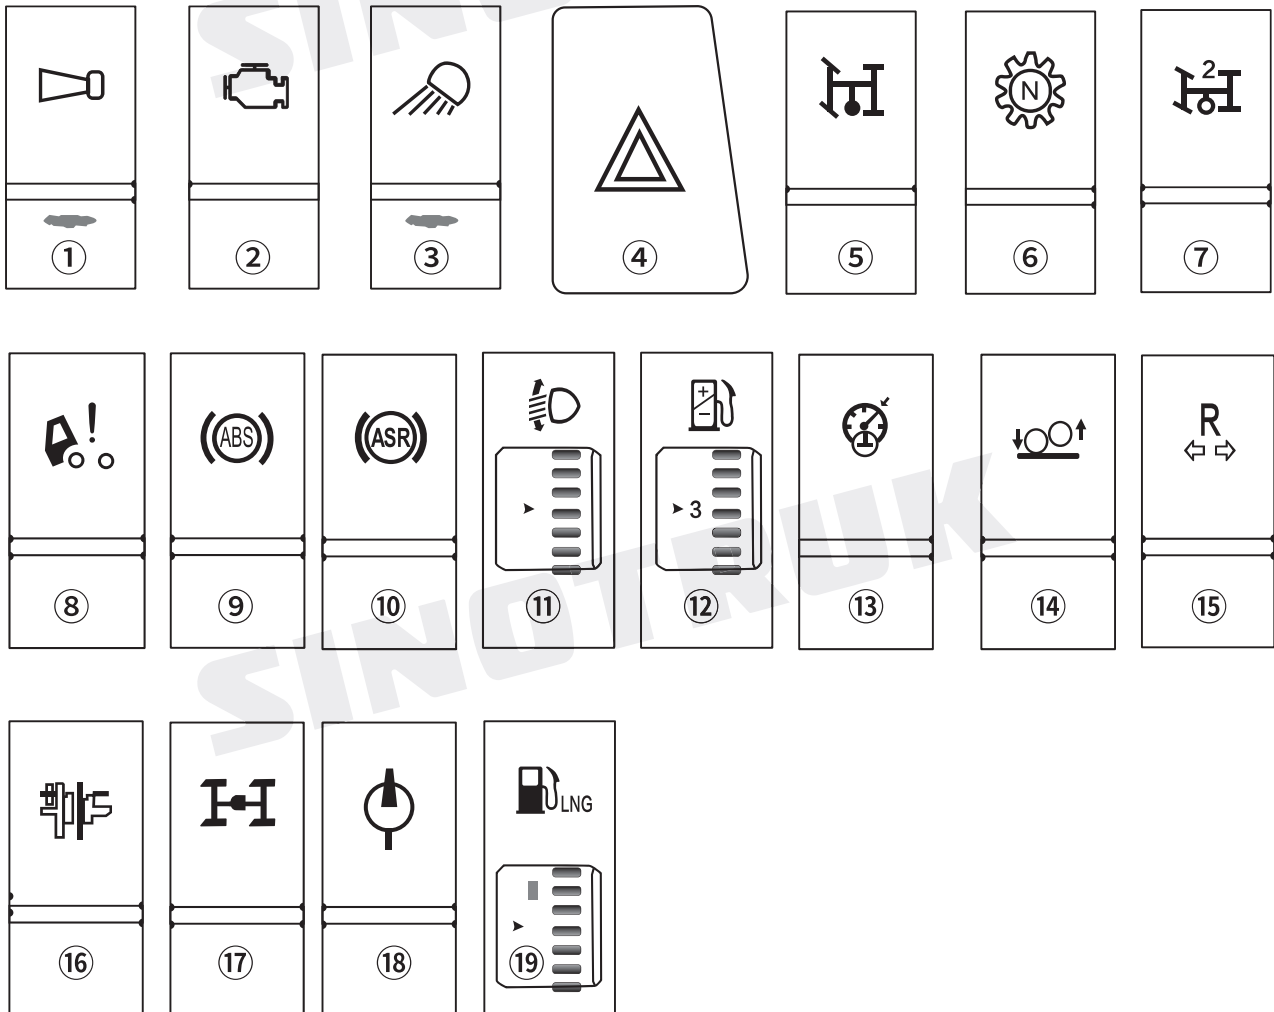 SINOTRUK
① ② ③ ④ ⑤ ⑥ ⑦
N
2
ABS
ASR
3
R
⑧ ⑨ ⑩ ⑪ ⑫ ⑬ ⑭ ⑮
LNG
⑯ ⑰ ⑱ ⑲